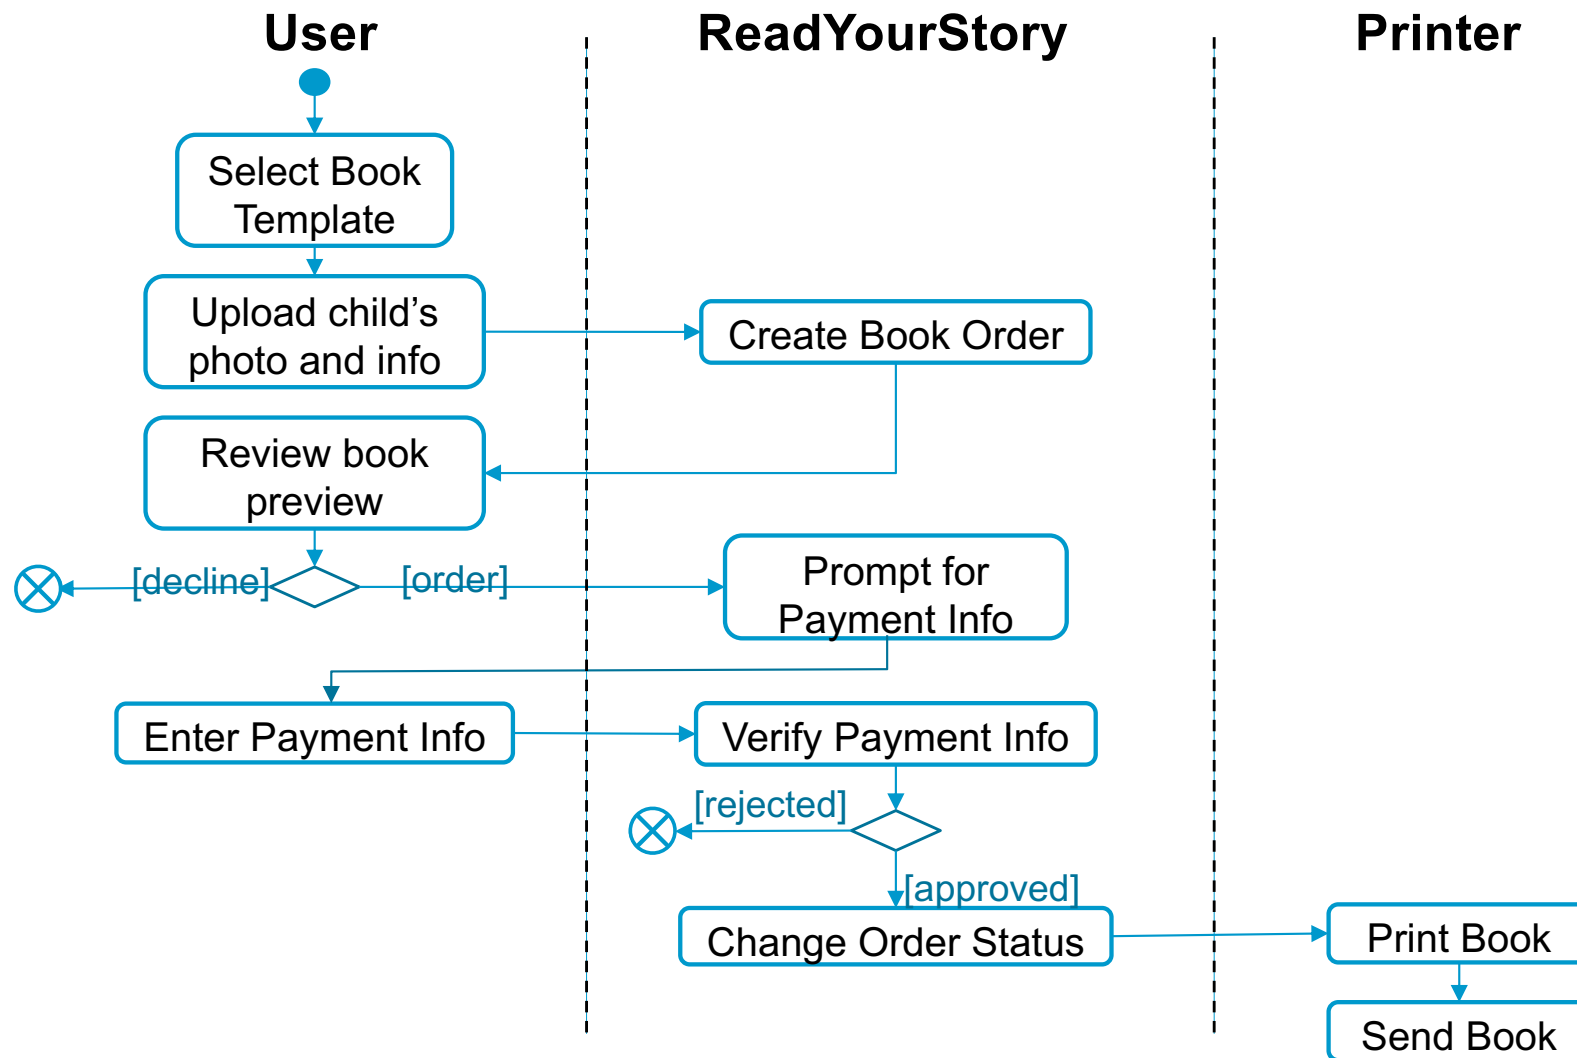 User
ReadYourStory
Printer
Select Book
Template
Upload child’s
photo and info
Create Book Order
Review book
preview
[decline]
[order]
Prompt for
Payment Info
Enter Payment Info
Verify Payment Info
[rejected]
[approved]
Change Order Status
Print Book
Send Book